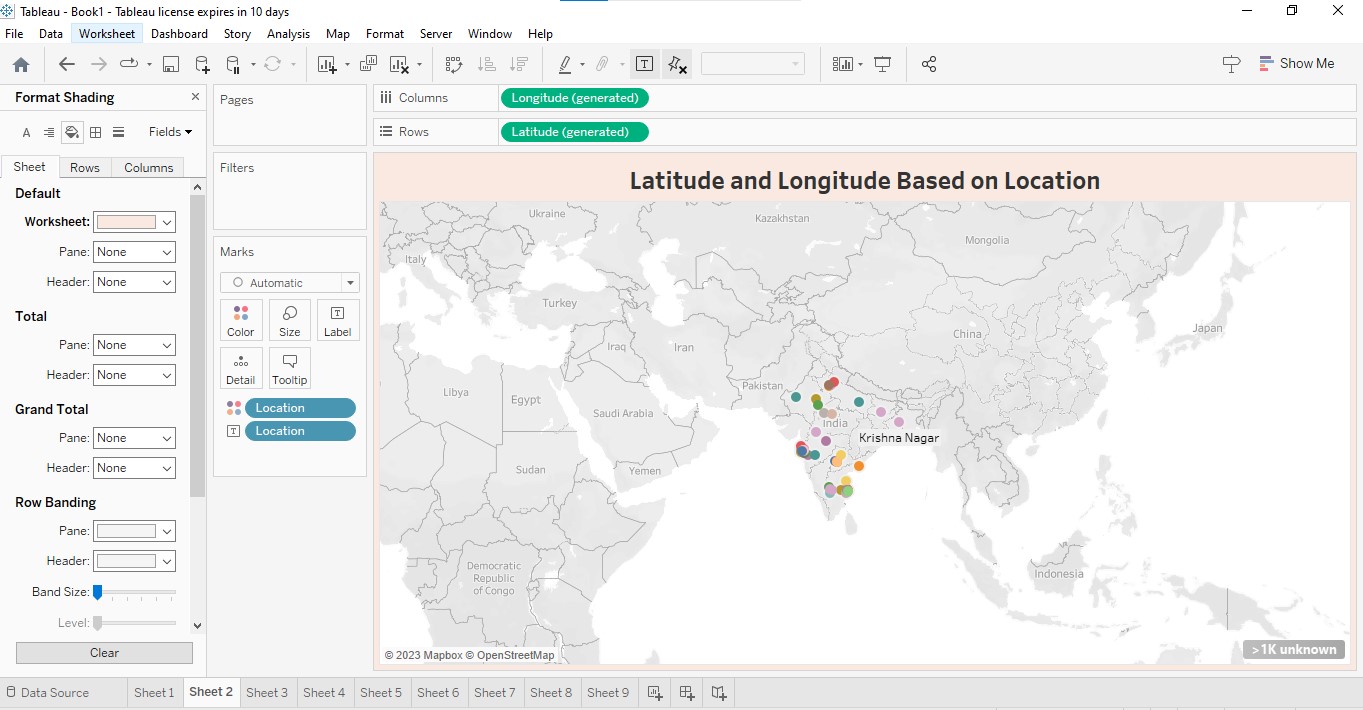 Tableau - Book1 - Tableau license expires in 10 days
File Data Worksheet Dashboard Story Analysis Map Format Server Window Help
Show Me
Format Shading
Fields
Sheet Rows Columns
Default
Worksheet:
Pane: None
Header: None
Total
Pane: None
Header: None
Grand Total
Pane: None
Header: None
Row Banding
Pane:
Header:
Band Size:
Level:
Clear
Pages
Filters
Marks
Automatic
Color Size Label
Detail Tooltip
Location
Location
Columns Longitude (generated)
Rows Latitude (generated)
Latitude and Longitude Based on Location
Ukraine
Kazakhstan
Mongolia
Italy
Turkey
Japan
China
Iraq
Iran
Pakistan
Libya
Egypt
Saudi Arabia
India
Krishna Nagar
Sudan
Yemen
Democratic
Republic
of Congo
Indonesia
© 2023 Mapbox © OpenStreetMap
>1K unknown
Data Source Sheet 1 Sheet 2 Sheet 3 Sheet 4 Sheet 5 Sheet 6 Sheet 7 Sheet 8 Sheet 9